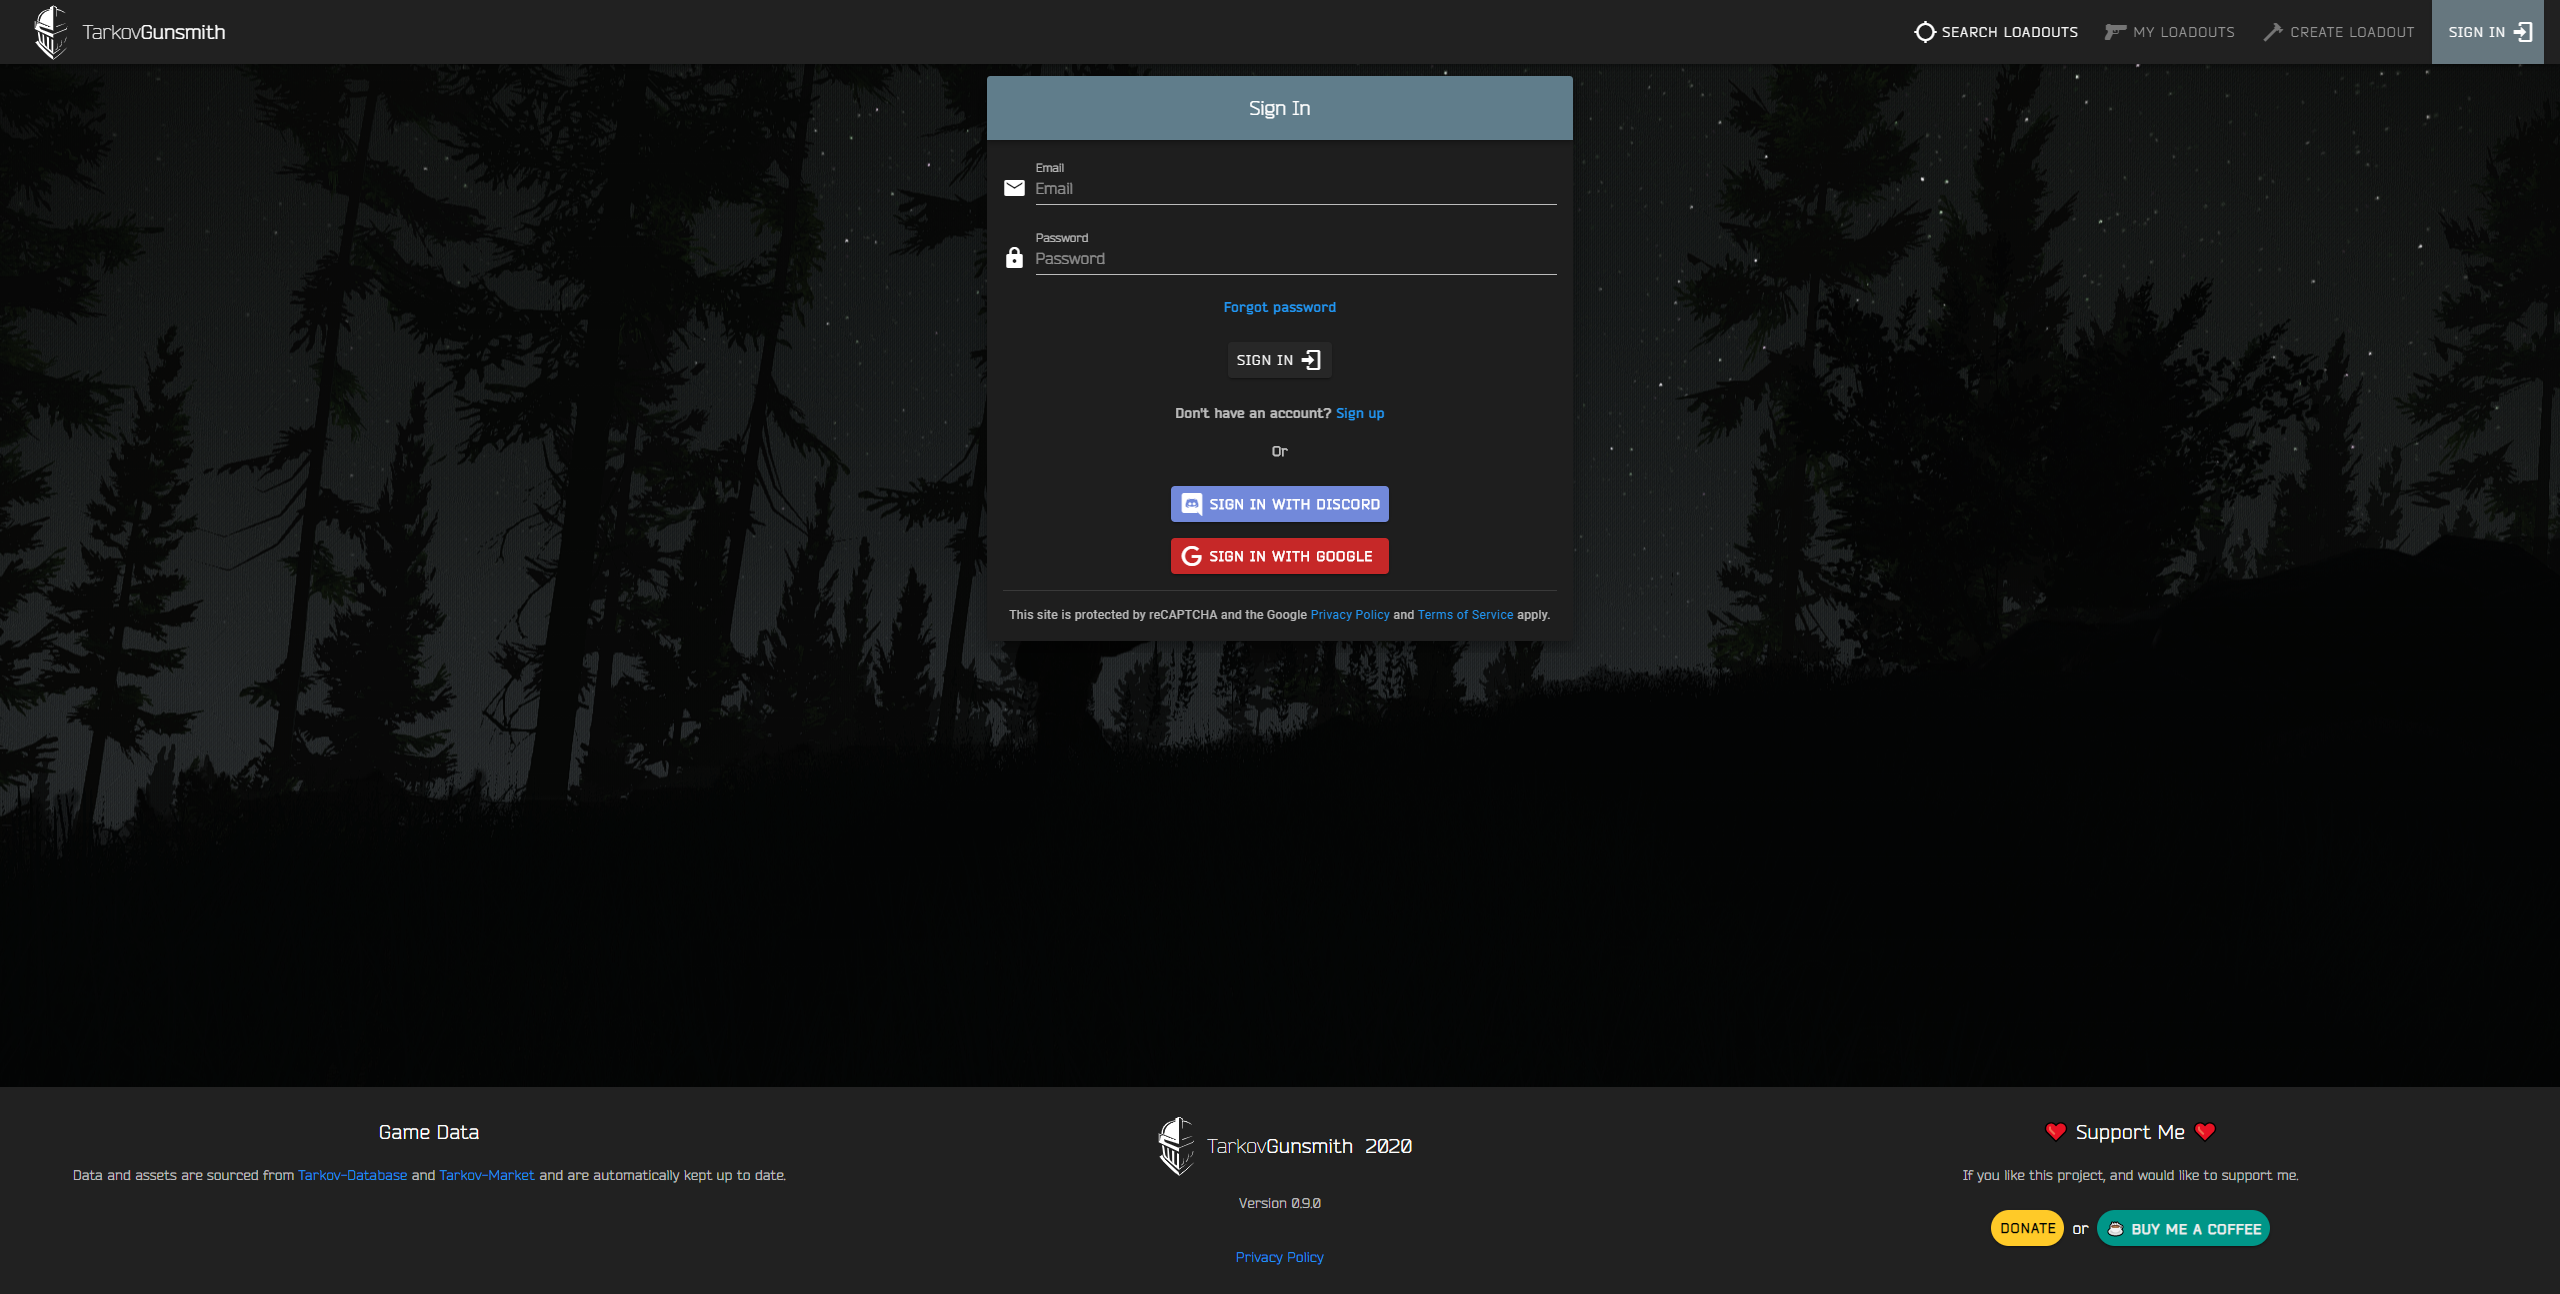 TarkovGunsmith
SEARCH LOADOUTS
MY LOADOUTS
CREATE LOADOUT
SIGN IN
Sign In
Email
Email
Password
Password
Forgot password
SIGN IN
Don't have an account? Sign up
Or
SIGN IN WITH DISCORD
SIGN IN WITH GOOGLE
This site is protected by reCAPTCHA and the Google Privacy Policy and Terms of Service apply.
Game Data
Data and assets are sourced from Tarkov-Database and Tarkov-Market and are automatically kept up to date.
TarkovGunsmith 2020
Version 0.9.0
Privacy Policy
Support Me
If you like this project, and would like to support me.
DONATE or BUY ME A COFFEE